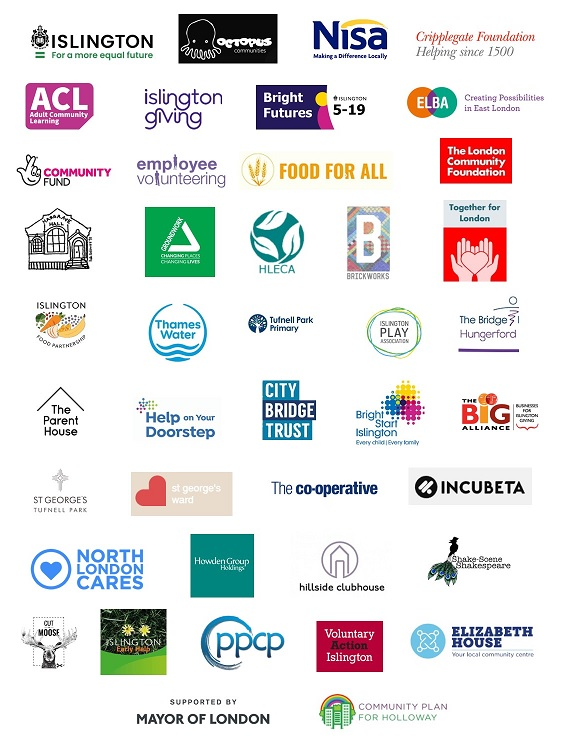 ISLINGTON
For a more equal future
OCTOPUS
communities
Nisa
Making a Difference Locally
Cripplegate Foundation
Helping since 1500
ACL
Adult Community
Learning
islington
giving
Bright
Futures
ISLINGTON
5-19
ELBA
Creating Possibilities
in East London
COMMUNITY
FUND
employee
volunteering
FOOD FOR ALL
The London
Community
Foundation
HALL
GROUNDWORK
CHANGING PLACES
CHANGING LIVES
HLECA
B
BRICKWORKS
Together for
London
ISLINGTON
FOOD PARTNERSHIP
Thames
Water
Tufnell Park
Primary
ISLINGTON
PLAY
ASSOCIATION
The Bridge
Hungerford
The
Parent
House
Help on Your
Doorstep
CITY
BRIDGE
TRUST
Bright
Start
Islington
Every child | Every family
THE
BIG
ALLIANCE
BUSINESSES
FOR
ISLINGTON
GIVING
ST GEORGE'S
TUFNELL PARK
st george's
ward
The co-operative
INCUBETA
NORTH
LONDON
CARES
Howden Group
Holdings
hillside clubhouse
Shake-Scene
Shakespeare
CUT
MOOSE
ISLINGTON
Early Help
ppcp
Voluntary
Action
Islington
ELIZABETH
HOUSE
Your local community centre
SUPPORTED BY
MAYOR OF LONDON
COMMUNITY PLAN
FOR HOLLOWAY